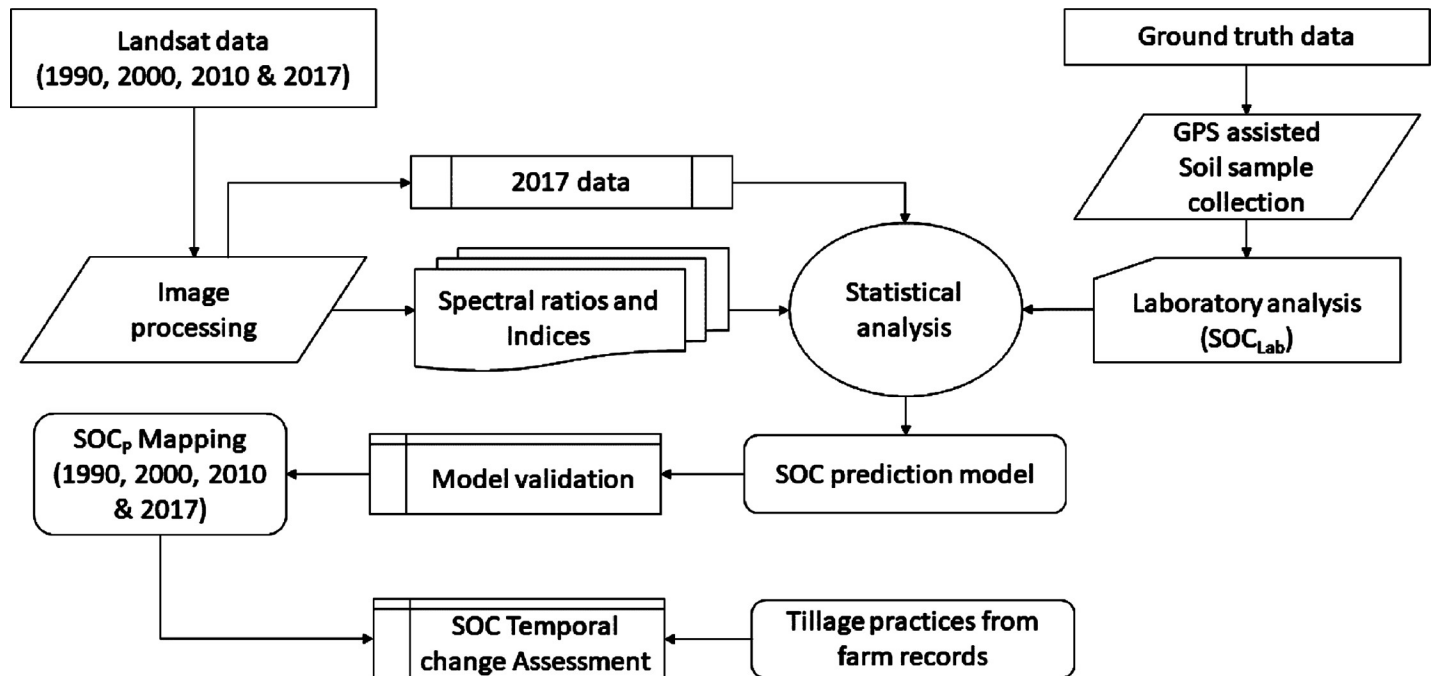 Landsat data
(1990, 2000, 2010 & 2017)
Ground truth data
GPS assisted
Soil sample
collection
2017 data
Image
processing
Spectral ratios and
Indices
Statistical
analysis
Laboratory analysis
(SOCLab)
SOCP Mapping
(1990, 2000, 2010
& 2017)
Model validation
SOC prediction model
SOC Temporal
change Assessment
Tillage practices from
farm records